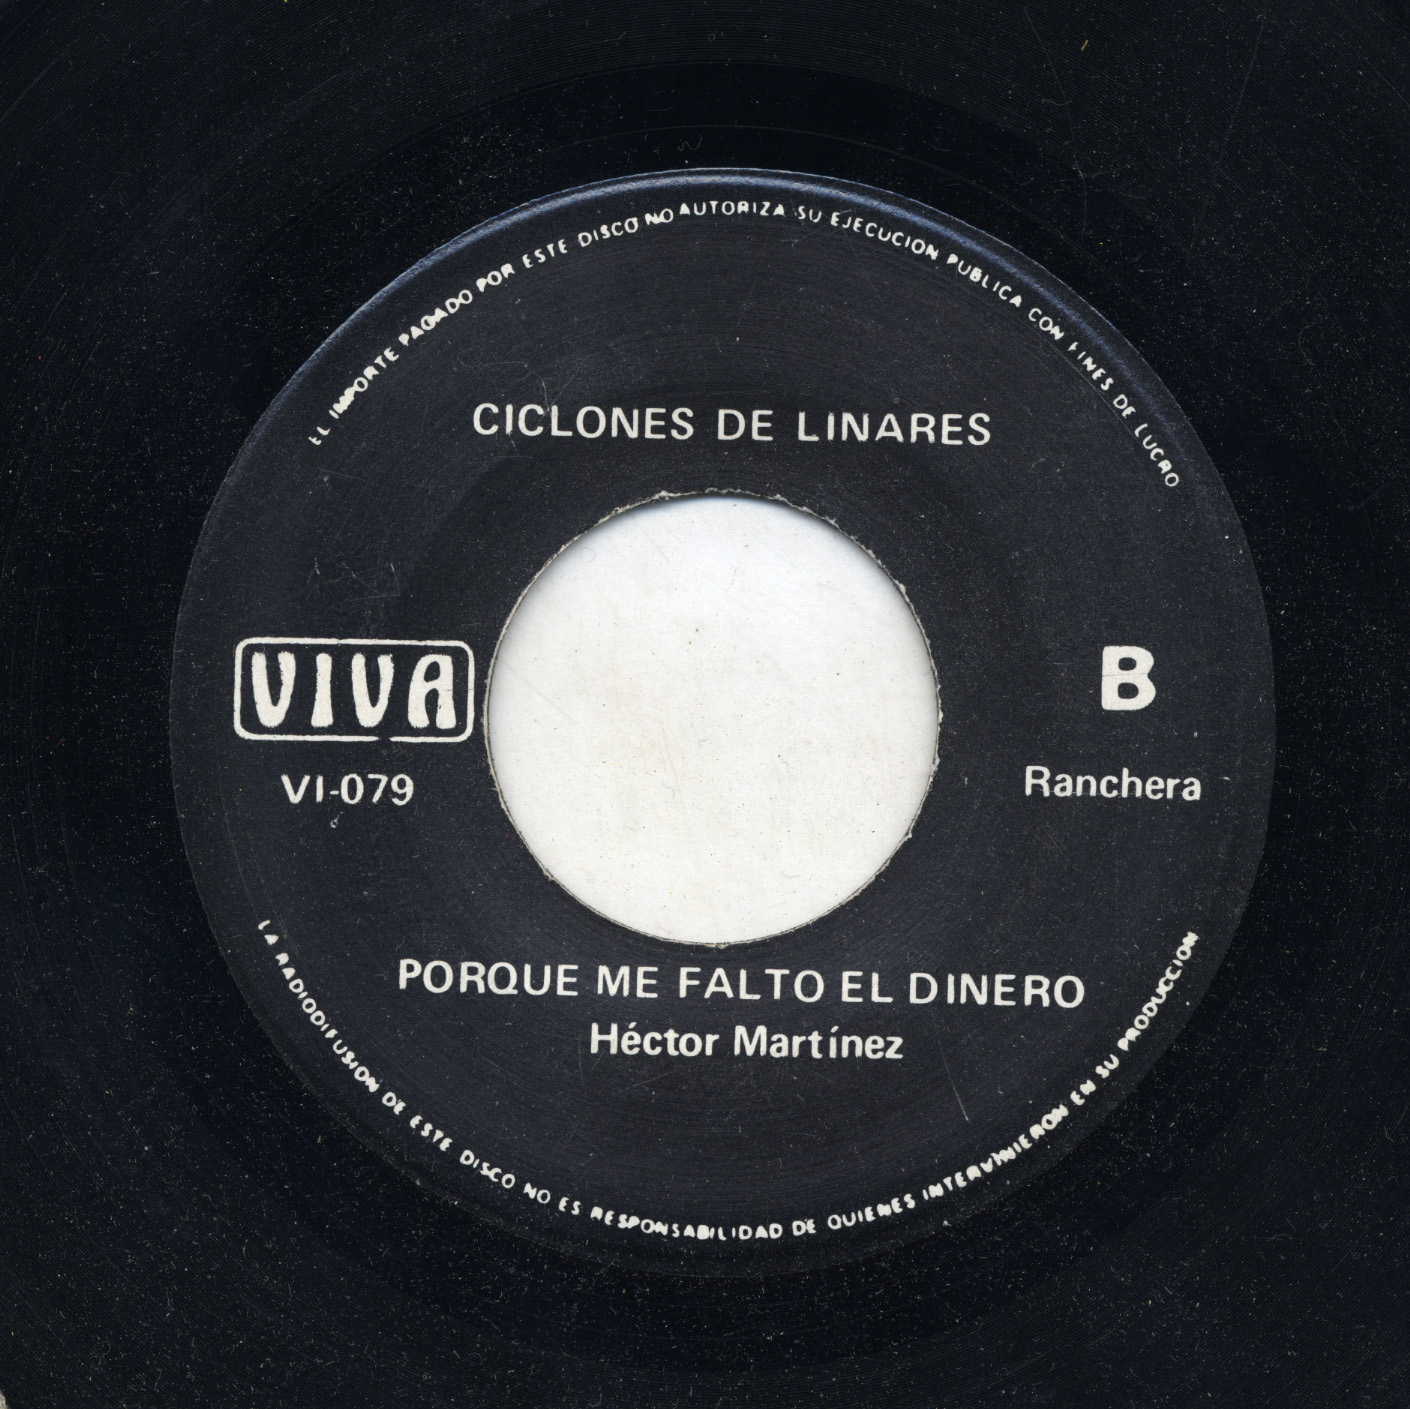 EL IMPORTE PAGADO POR ESTE DISCO NO AUTORIZA SU EJECUCION PUBLICA CON FINES DE LUCRO
CICLONES DE LINARES
VIVA
B
VI-079
Ranchera
PORQUE ME FALTO EL DINERO
Héctor Martínez
LA RADIODIFUSION DE ESTE DISCO NO ES RESPONSABILIDAD DE QUIENES INTERVINIERON EN SU PRODUCCION